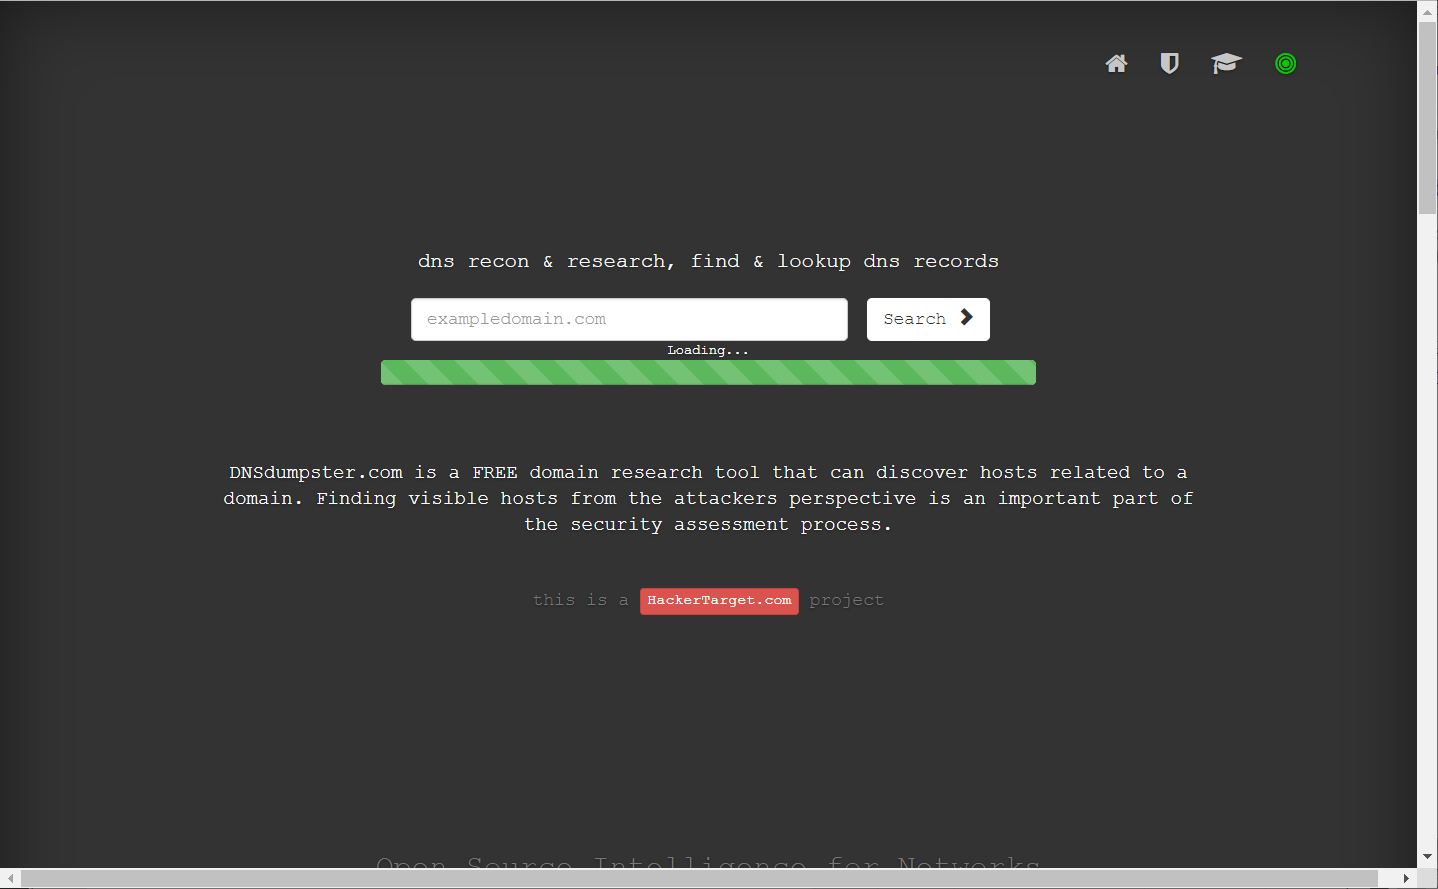 dns recon & research, find & lookup dns records
exampledomain.com
Search
Loading...
DNSdumpster.com is a FREE domain research tool that can discover hosts related to a
domain. Finding visible hosts from the attackers perspective is an important part of
the security assessment process.
this is a HackerTarget.com project
Open Source Intelligence for Networks